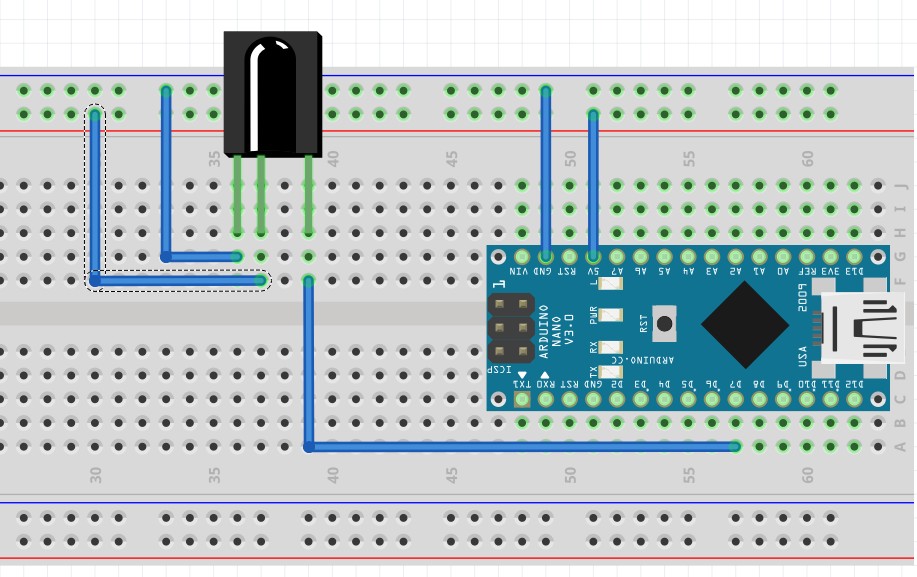 35 40 45 50 55 60
J
I
H
G
F
VIN GND RST 5V A7 A6 A5 A4 A3 A2 A1 A0 REF 3V3 D13
1
L
PWR
RX
TX
ARDUINO
NANO
V3.0
RST
ARDUINO.CC
2009
USA
ICSP
TX1 RX0 RST GND D2 D3 D4 D5 D6 D7 D8 D9 D10 D11 D12
D
C
B
A
30 35 40 45 50 55 60